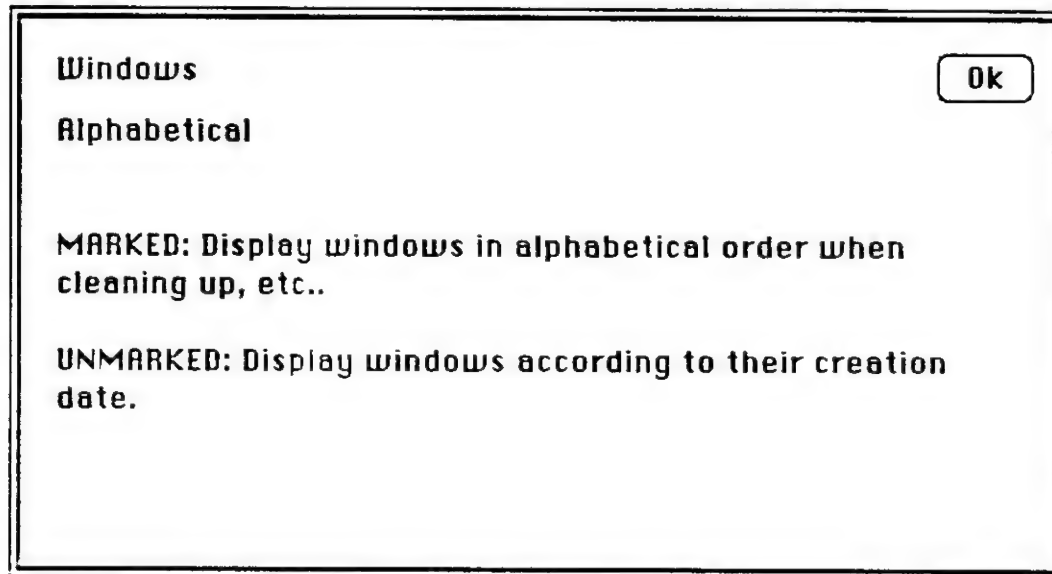 Windows
Ok
Alphabetical
MARKED: Display windows in alphabetical order when
cleaning up, etc..
UNMARKED: Display windows according to their creation
date.